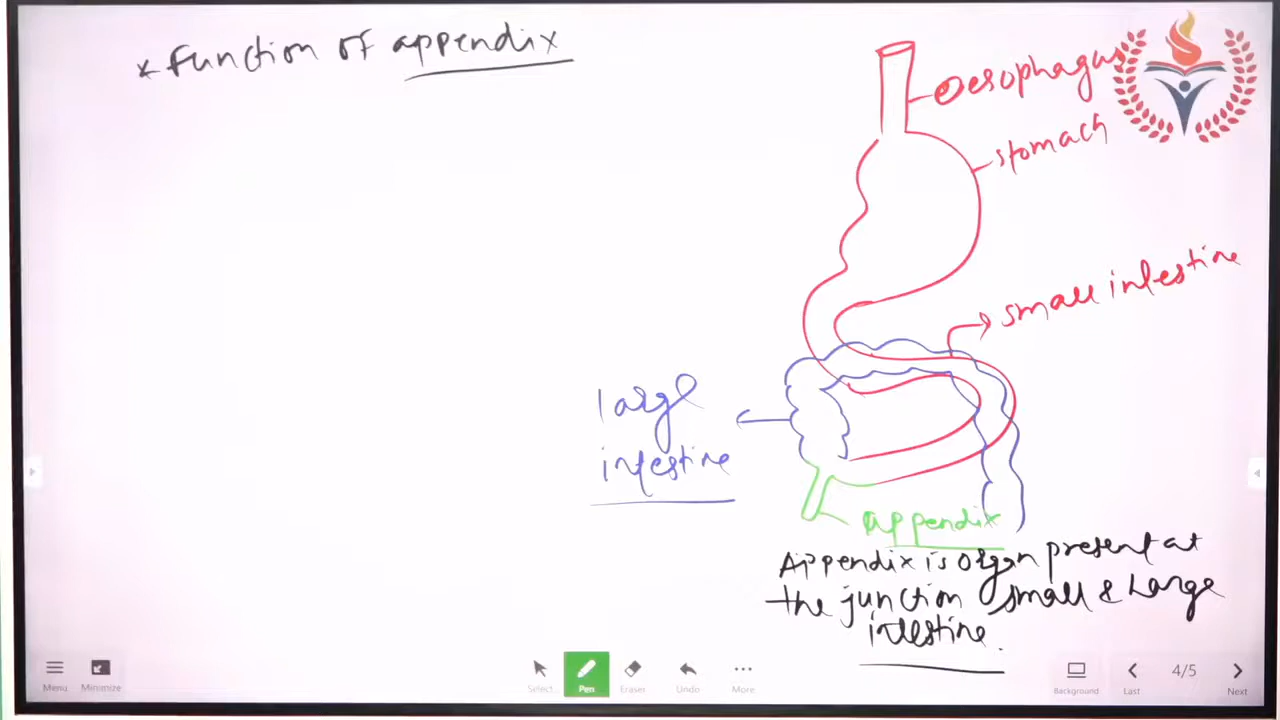 * Function of appendix
Oesophagus
stomach
small intestine
large
intestine
appendix
Appendix is organ present at
the junction small & Large
intestine.
Menu
Minimize
Select...
Pen
Eraser
Undo
More
Background
Last
4/5
Next